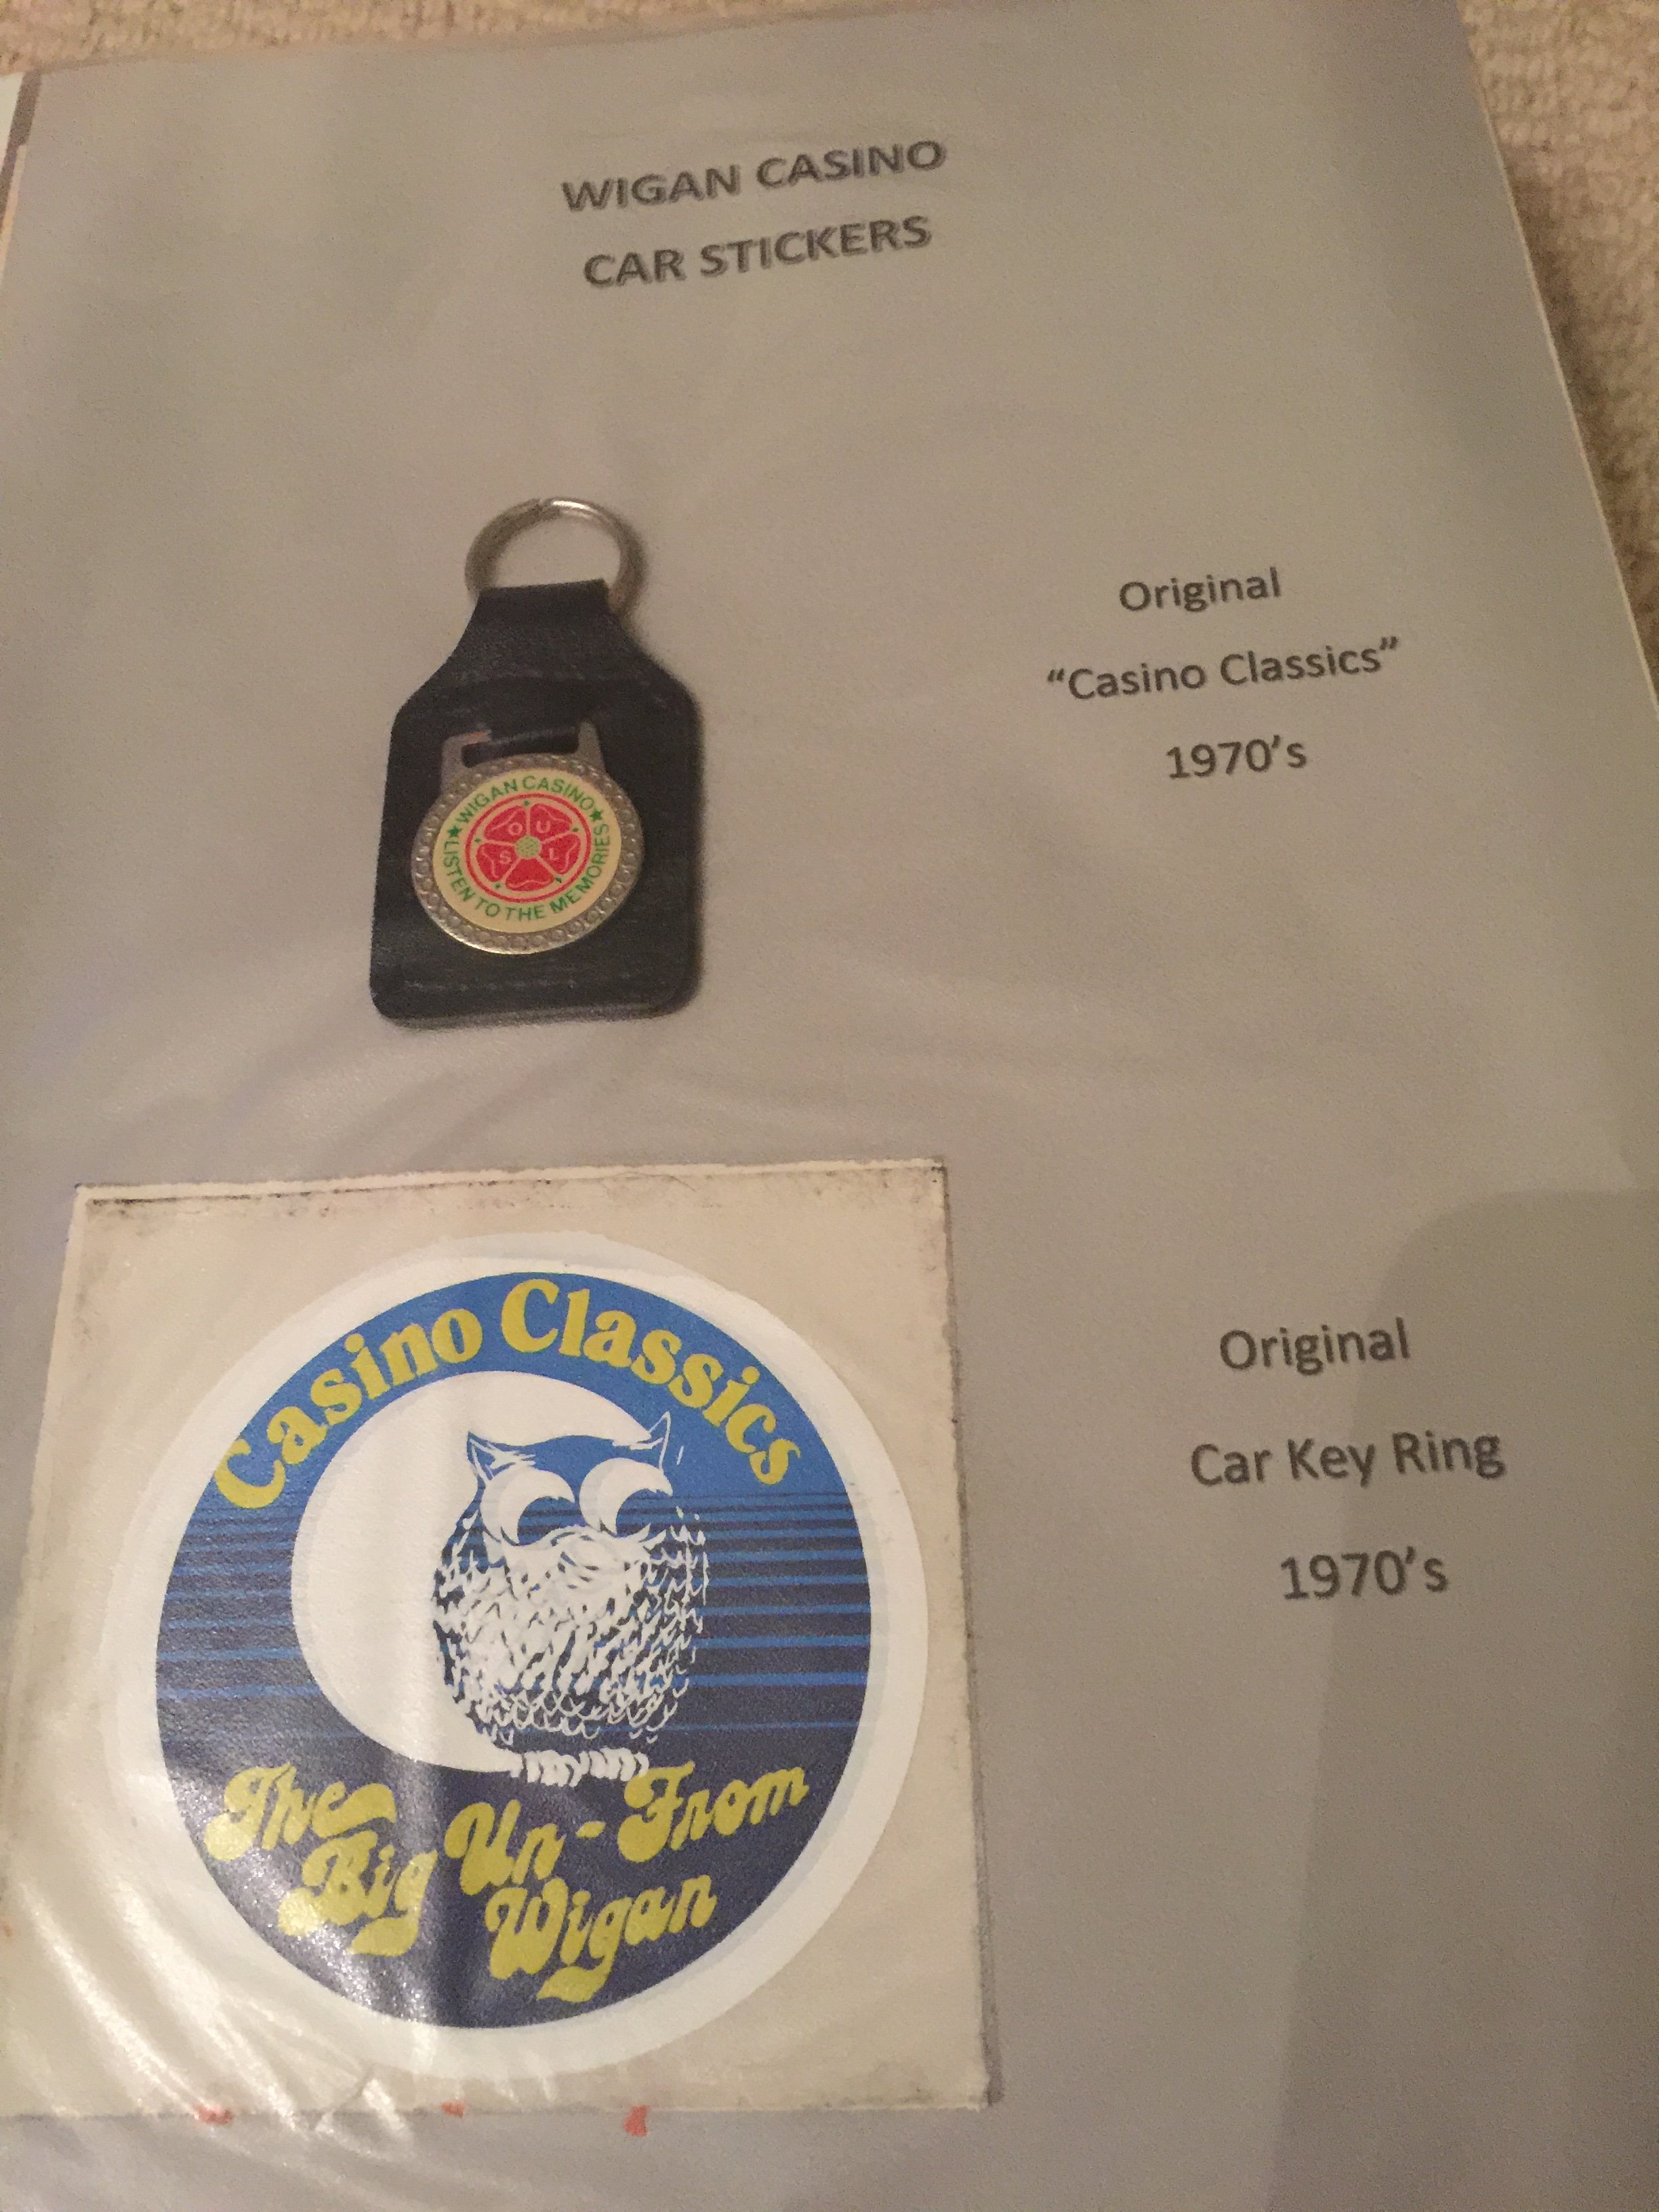 WIGAN CASINO
CAR STICKERS
Original
"Casino Classics"
1970's
★ WIGAN CASINO ★
LISTEN TO THE MEMORIES
SOUL
Casino Classics
The Big Un - From
Wigan
Original
Car Key Ring
1970's